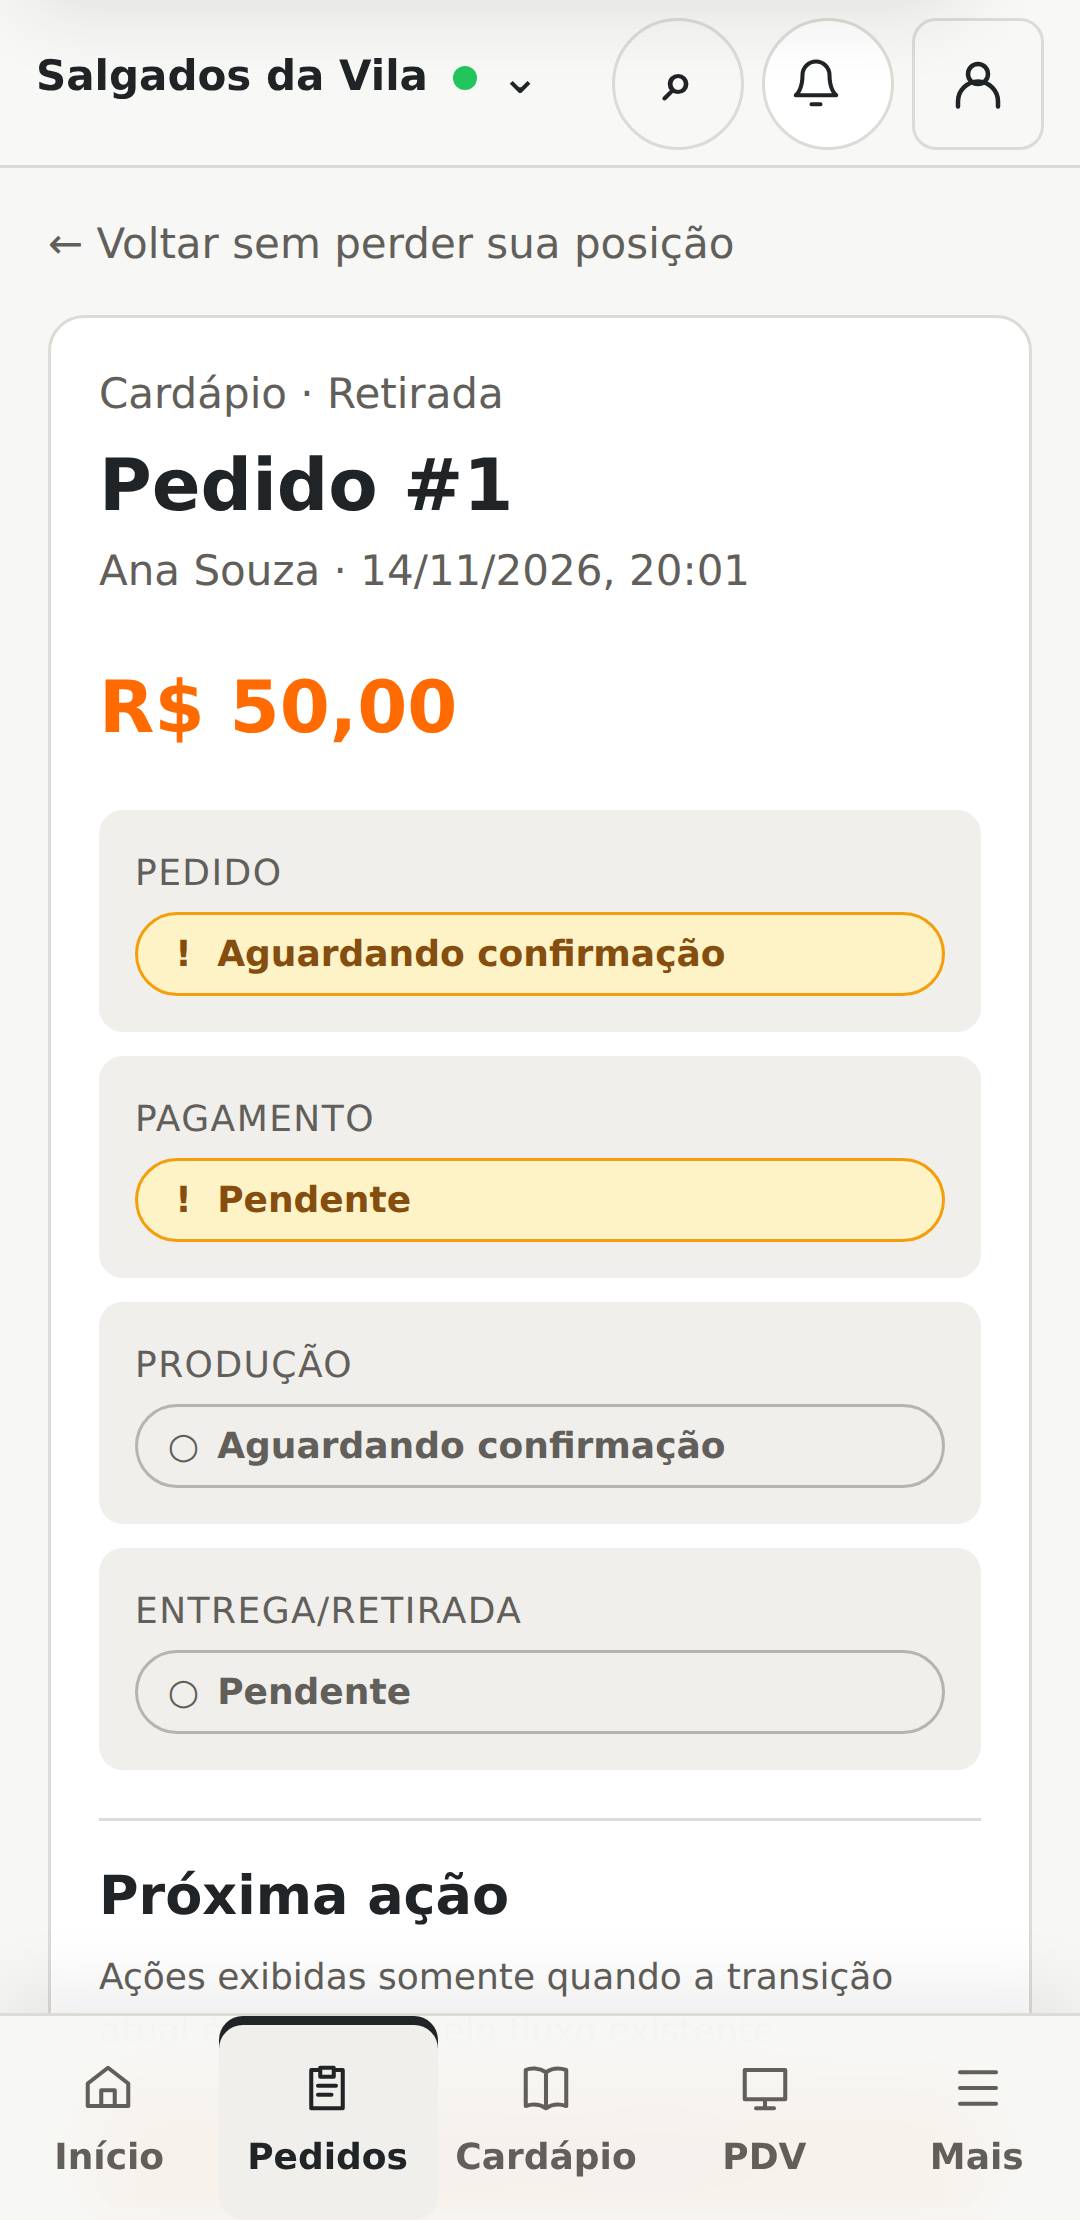 Salgados da Vila
← Voltar sem perder sua posição
Cardápio · Retirada
Pedido #1
Ana Souza · 14/11/2026, 20:01
R$ 50,00
PEDIDO
! Aguardando confirmação
PAGAMENTO
! Pendente
PRODUÇÃO
○ Aguardando confirmação
ENTREGA/RETIRADA
○ Pendente
Próxima ação
Ações exibidas somente quando a transição
Início Pedidos Cardápio PDV Mais